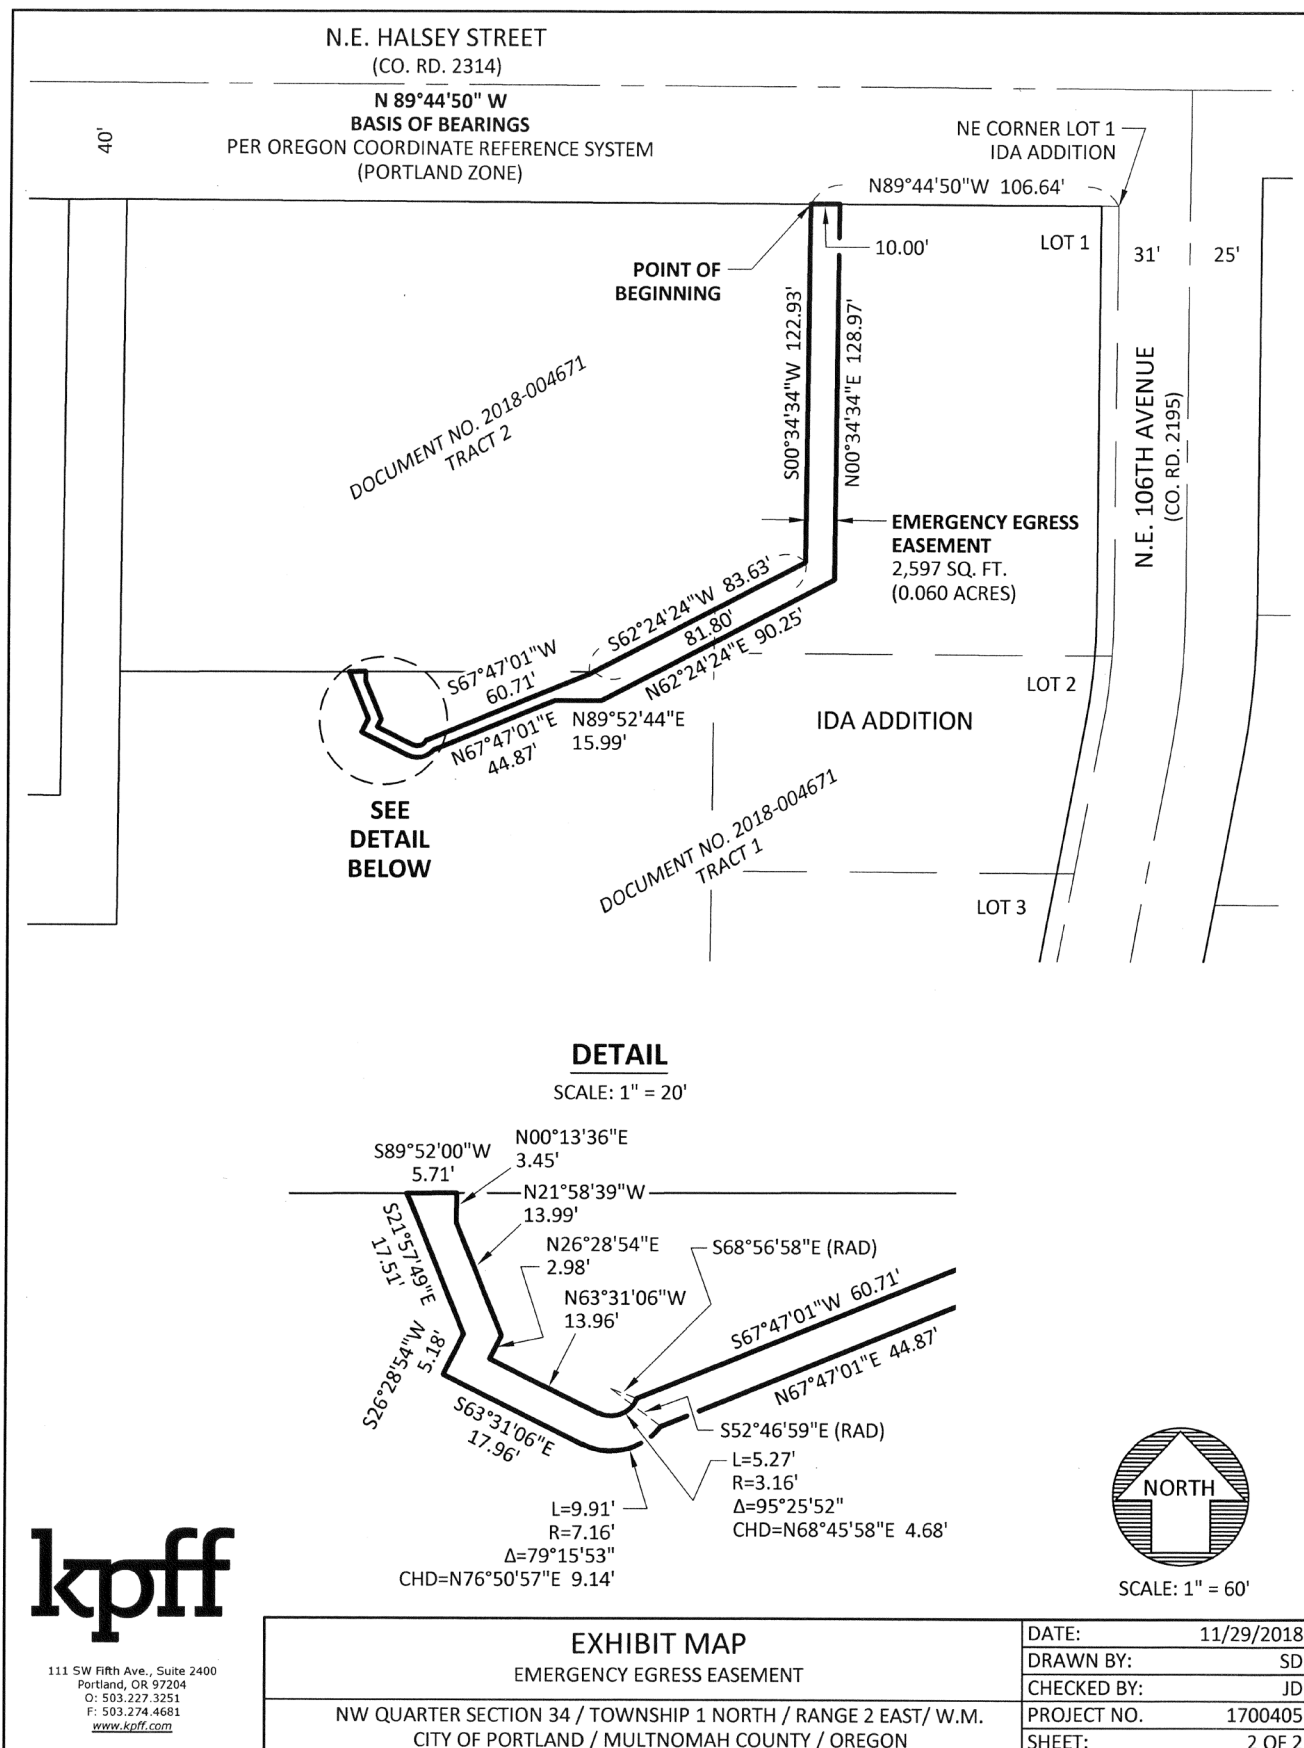 N.E. HALSEY STREET
(CO. RD. 2314)
N 89°44'50" W
BASIS OF BEARINGS
PER OREGON COORDINATE REFERENCE SYSTEM
(PORTLAND ZONE)
40'
NE CORNER LOT 1
IDA ADDITION
N89°44'50"W 106.64'
LOT 1
31'
25'
10.00'
POINT OF
BEGINNING
S00°34'34"W 122.93'
N00°34'34"E 128.97'
N.E. 106TH AVENUE
(CO. RD. 2195)
DOCUMENT NO. 2018-004671
TRACT 2
EMERGENCY EGRESS
EASEMENT
2,597 SQ. FT.
(0.060 ACRES)
S62°24'24"W 83.63'
81.80'
N62°24'24"E 90.25'
S67°47'01"W
60.71'
N67°47'01"E
44.87'
N89°52'44"E
15.99'
LOT 2
IDA ADDITION
SEE
DETAIL
BELOW
DOCUMENT NO. 2018-004671
TRACT 1
LOT 3
DETAIL
SCALE: 1" = 20'
S89°52'00"W
5.71'
N00°13'36"E
3.45'
N21°58'39"W
13.99'
S21°57'49"E
17.51'
N26°28'54"E
2.98'
S68°56'58"E (RAD)
N63°31'06"W
13.96'
S67°47'01"W 60.71'
N67°47'01"E 44.87'
S26°28'54"W
5.18'
S63°31'06"E
17.96'
S52°46'59"E (RAD)
L=5.27'
R=3.16'
Δ=95°25'52"
CHD=N68°45'58"E 4.68'
L=9.91'
R=7.16'
Δ=79°15'53"
CHD=N76°50'57"E 9.14'
NORTH
SCALE: 1" = 60'
kpff
111 SW Fifth Ave., Suite 2400
Portland, OR 97204
O: 503.227.3251
F: 503.274.4681
www.kpff.com
EXHIBIT MAP
EMERGENCY EGRESS EASEMENT
NW QUARTER SECTION 34 / TOWNSHIP 1 NORTH / RANGE 2 EAST/ W.M.
CITY OF PORTLAND / MULTNOMAH COUNTY / OREGON
DATE: 11/29/2018
DRAWN BY: SD
CHECKED BY: JD
PROJECT NO. 1700405
SHEET: 2 OF 2